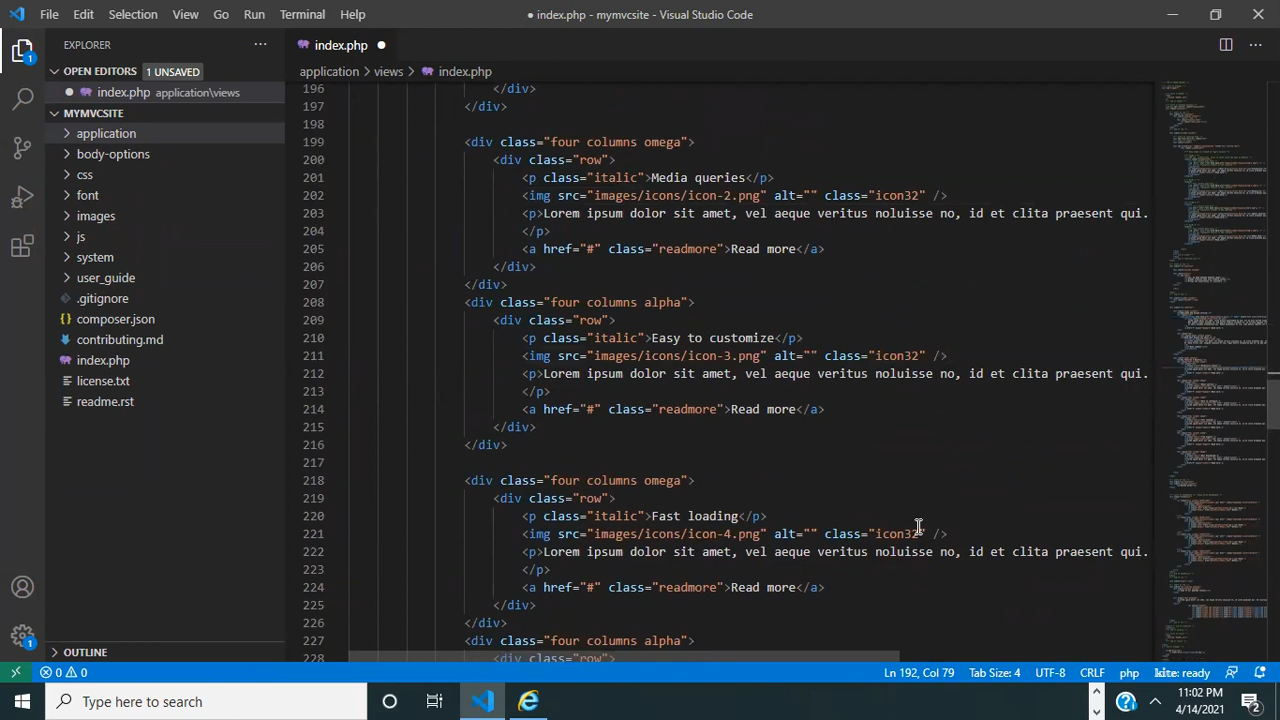 File Edit Selection View Go Run Terminal Help
● index.php - mymvcsite - Visual Studio Code
EXPLORER
OPEN EDITORS 1 UNSAVED
index.php application\views
MYMVCSITE
application
body-options
css
font
images
js
system
user_guide
.gitignore
composer.json
contributing.md
index.php
license.txt
readme.rst
OUTLINE
index.php
application > views > index.php
196 </div>
197 </div>
198
199 <div class="four columns omega">
200 <div class="row">
201 <p class="italic">Media queries</p>
202 <img src="images/icons/icon-2.png" alt="" class="icon32" />
203 <p>Lorem ipsum dolor sit amet, vel aeque veritus noluisse no, id et clita praesent qui.
204 </p>
205 <a href="#" class="readmore">Read more</a>
206 </div>
207 </div>
208 <div class="four columns alpha">
209 <div class="row">
210 <p class="italic">Easy to customize</p>
211 <img src="images/icons/icon-3.png" alt="" class="icon32" />
212 <p>Lorem ipsum dolor sit amet, vel aeque veritus noluisse no, id et clita praesent qui.
213 </p>
214 <a href="#" class="readmore">Read more</a>
215 </div>
216 </div>
217
218 <div class="four columns omega">
219 <div class="row">
220 <p class="italic">Fast loading</p>
221 <img src="images/icons/icon-4.png" alt="" class="icon32" />
222 <p>Lorem ipsum dolor sit amet, vel aeque veritus noluisse no, id et clita praesent qui.
223 </p>
224 <a href="#" class="readmore">Read more</a>
225 </div>
226 </div>
227 <div class="four columns alpha">
228 <div class="row">
0 0 Ln 192, Col 79 Tab Size: 4 UTF-8 CRLF php kite: ready
Type here to search
11:02 PM
4/14/2021